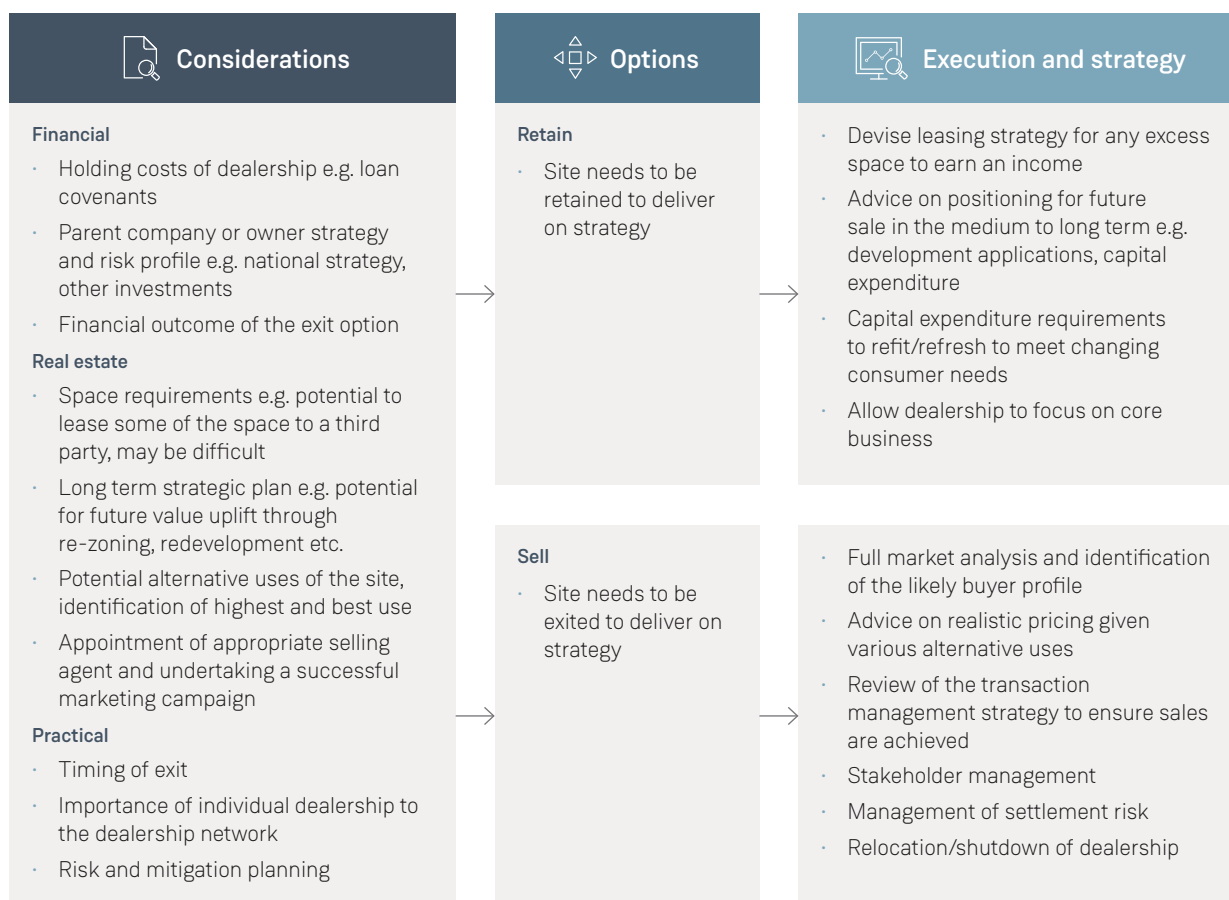 Considerations
Financial
· Holding costs of dealership e.g. loan
covenants
· Parent company or owner strategy
and risk profile e.g. national strategy,
other investments
· Financial outcome of the exit option
Real estate
· Space requirements e.g. potential to
lease some of the space to a third
party, may be difficult
· Long term strategic plan e.g. potential
for future value uplift through
re-zoning, redevelopment etc.
· Potential alternative uses of the site,
identification of highest and best use
· Appointment of appropriate selling
agent and undertaking a successful
marketing campaign
Practical
· Timing of exit
· Importance of individual dealership to
the dealership network
· Risk and mitigation planning
Options
Retain
· Site needs to be
retained to deliver
on strategy
Sell
· Site needs to be
exited to deliver on
strategy
Execution and strategy
· Devise leasing strategy for any excess
space to earn an income
· Advice on positioning for future
sale in the medium to long term e.g.
development applications, capital
expenditure
· Capital expenditure requirements
to refit/refresh to meet changing
consumer needs
· Allow dealership to focus on core
business
· Full market analysis and identification
of the likely buyer profile
· Advice on realistic pricing given
various alternative uses
· Review of the transaction
management strategy to ensure sales
are achieved
· Stakeholder management
· Management of settlement risk
· Relocation/shutdown of dealership